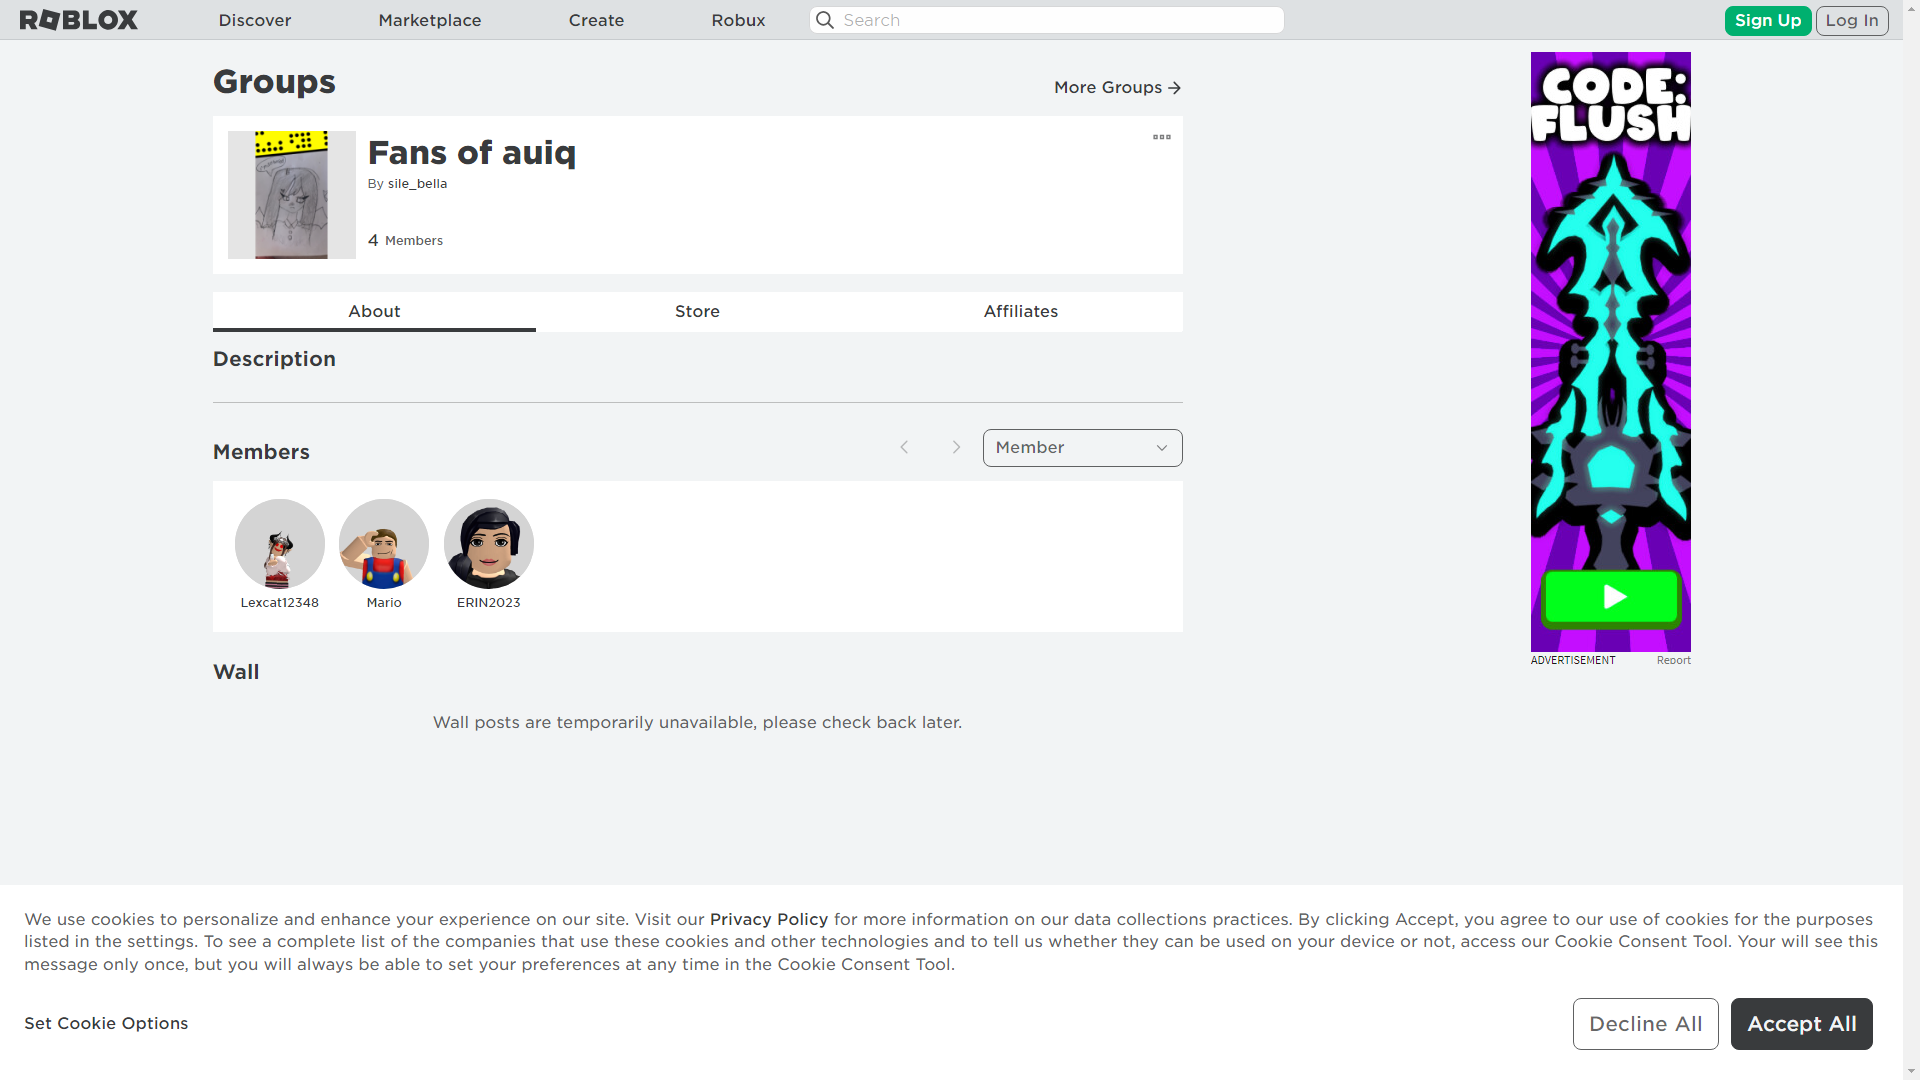 ROBLOX
Discover
Marketplace
Create
Robux
Search
Sign Up
Log In
Groups
More Groups
Fans of auiq
By sile_bella
4 Members
About
Store
Affiliates
Description
Members
Member
Lexcat12348
Mario
ERIN2023
Wall
Wall posts are temporarily unavailable, please check back later.
CODE:
FLUSH
ADVERTISEMENT
Report
We use cookies to personalize and enhance your experience on our site. Visit our Privacy Policy for more information on our data collections practices. By clicking Accept, you agree to our use of cookies for the purposes
listed in the settings. To see a complete list of the companies that use these cookies and other technologies and to tell us whether they can be used on your device or not, access our Cookie Consent Tool. Your will see this
message only once, but you will always be able to set your preferences at any time in the Cookie Consent Tool.
Set Cookie Options
Decline All
Accept All